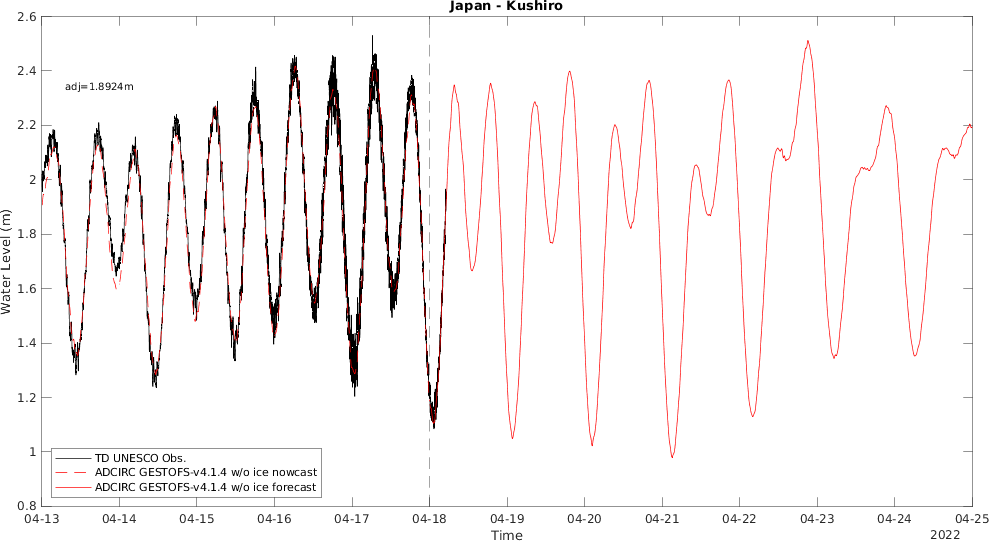 Japan - Kushiro
2.6
2.4
2.2
2
1.8
1.6
1.4
1.2
1
0.8
Water Level (m)
adj=1.8924m
TD UNESCO Obs.
ADCIRC GESTOFS-v4.1.4 w/o ice nowcast
ADCIRC GESTOFS-v4.1.4 w/o ice forecast
04-13 04-14 04-15 04-16 04-17 04-18 04-19 04-20 04-21 04-22 04-23 04-24 04-25
Time
2022